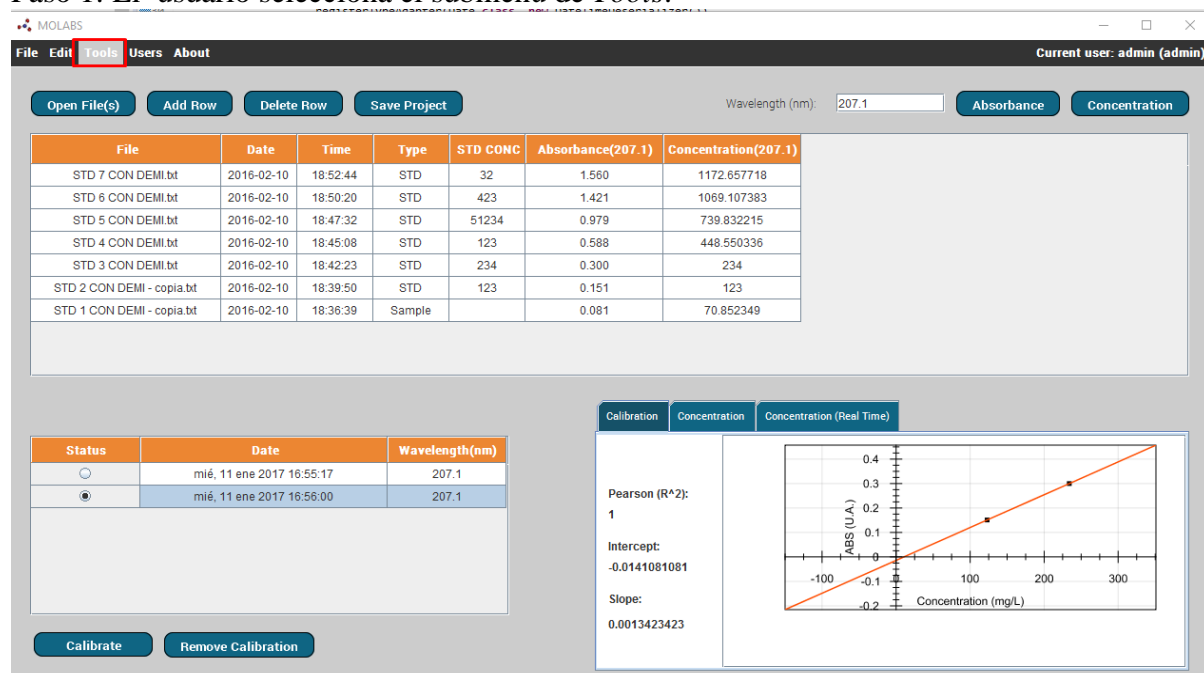 Paso 1: El usuario selecciona el submenú de Tools.
registerTypeAdapter(Date.class, new DateTimeDeserializer())
MOLABS
File Edit Tools Users About Current user: admin (admin)
Open File(s) Add Row Delete Row Save Project Wavelength (nm): 207.1 Absorbance Concentration
File Date Time Type STD CONC Absorbance(207.1) Concentration(207.1)
STD 7 CON DEMI.txt 2016-02-10 18:52:44 STD 32 1.560 1172.657718
STD 6 CON DEMI.txt 2016-02-10 18:50:20 STD 423 1.421 1069.107383
STD 5 CON DEMI.txt 2016-02-10 18:47:32 STD 51234 0.979 739.832215
STD 4 CON DEMI.txt 2016-02-10 18:45:08 STD 123 0.588 448.550336
STD 3 CON DEMI.txt 2016-02-10 18:42:23 STD 234 0.300 234
STD 2 CON DEMI - copia.txt 2016-02-10 18:39:50 STD 123 0.151 123
STD 1 CON DEMI - copia.txt 2016-02-10 18:36:39 Sample 0.081 70.852349
Status Date Wavelength(nm)
mié, 11 ene 2017 16:55:17 207.1
mié, 11 ene 2017 16:56:00 207.1
Calibrate Remove Calibration
Calibration Concentration Concentration (Real Time)
Pearson (R^2):
1
Intercept:
-0.0141081081
Slope:
0.0013423423
ABS (U.A.)
0.4
0.3
0.2
0.1
0
-0.1
-0.2
-100 0 100 200 300
Concentration (mg/L)